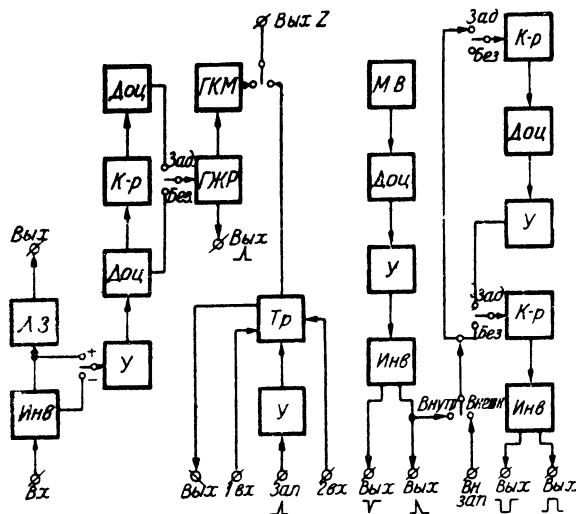 Вых Z
Зад
Без
К-р
Доц
ГКМ
МВ
Доц
Зад
К-р
Без
ГЖР
Доц
У
Вых
Вых
Доц
У
Зад
К-р
Без
ЛЗ
+
У
Тр
Инв
−
Инв
У
Внутр
Внешн
Инв
Вх
Вых
1вх
Зап
2вх
Вых
Вых
Вн
зап
Вых
Вых